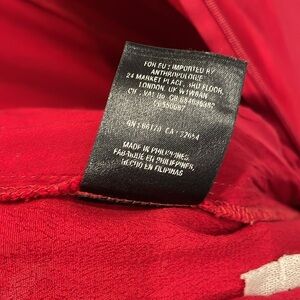 FOR EU: IMPORTED BY
ANTHROPOLOGIE
24 MARKET PLACE, 3RD FLOOR,
LONDON, UK W1W8AN
RN: 66170 CA: 22654
MADE IN PHILIPPINES,
FABRIQUÉ EN PHILIPPINES,
HECHO EN FILIPINAS